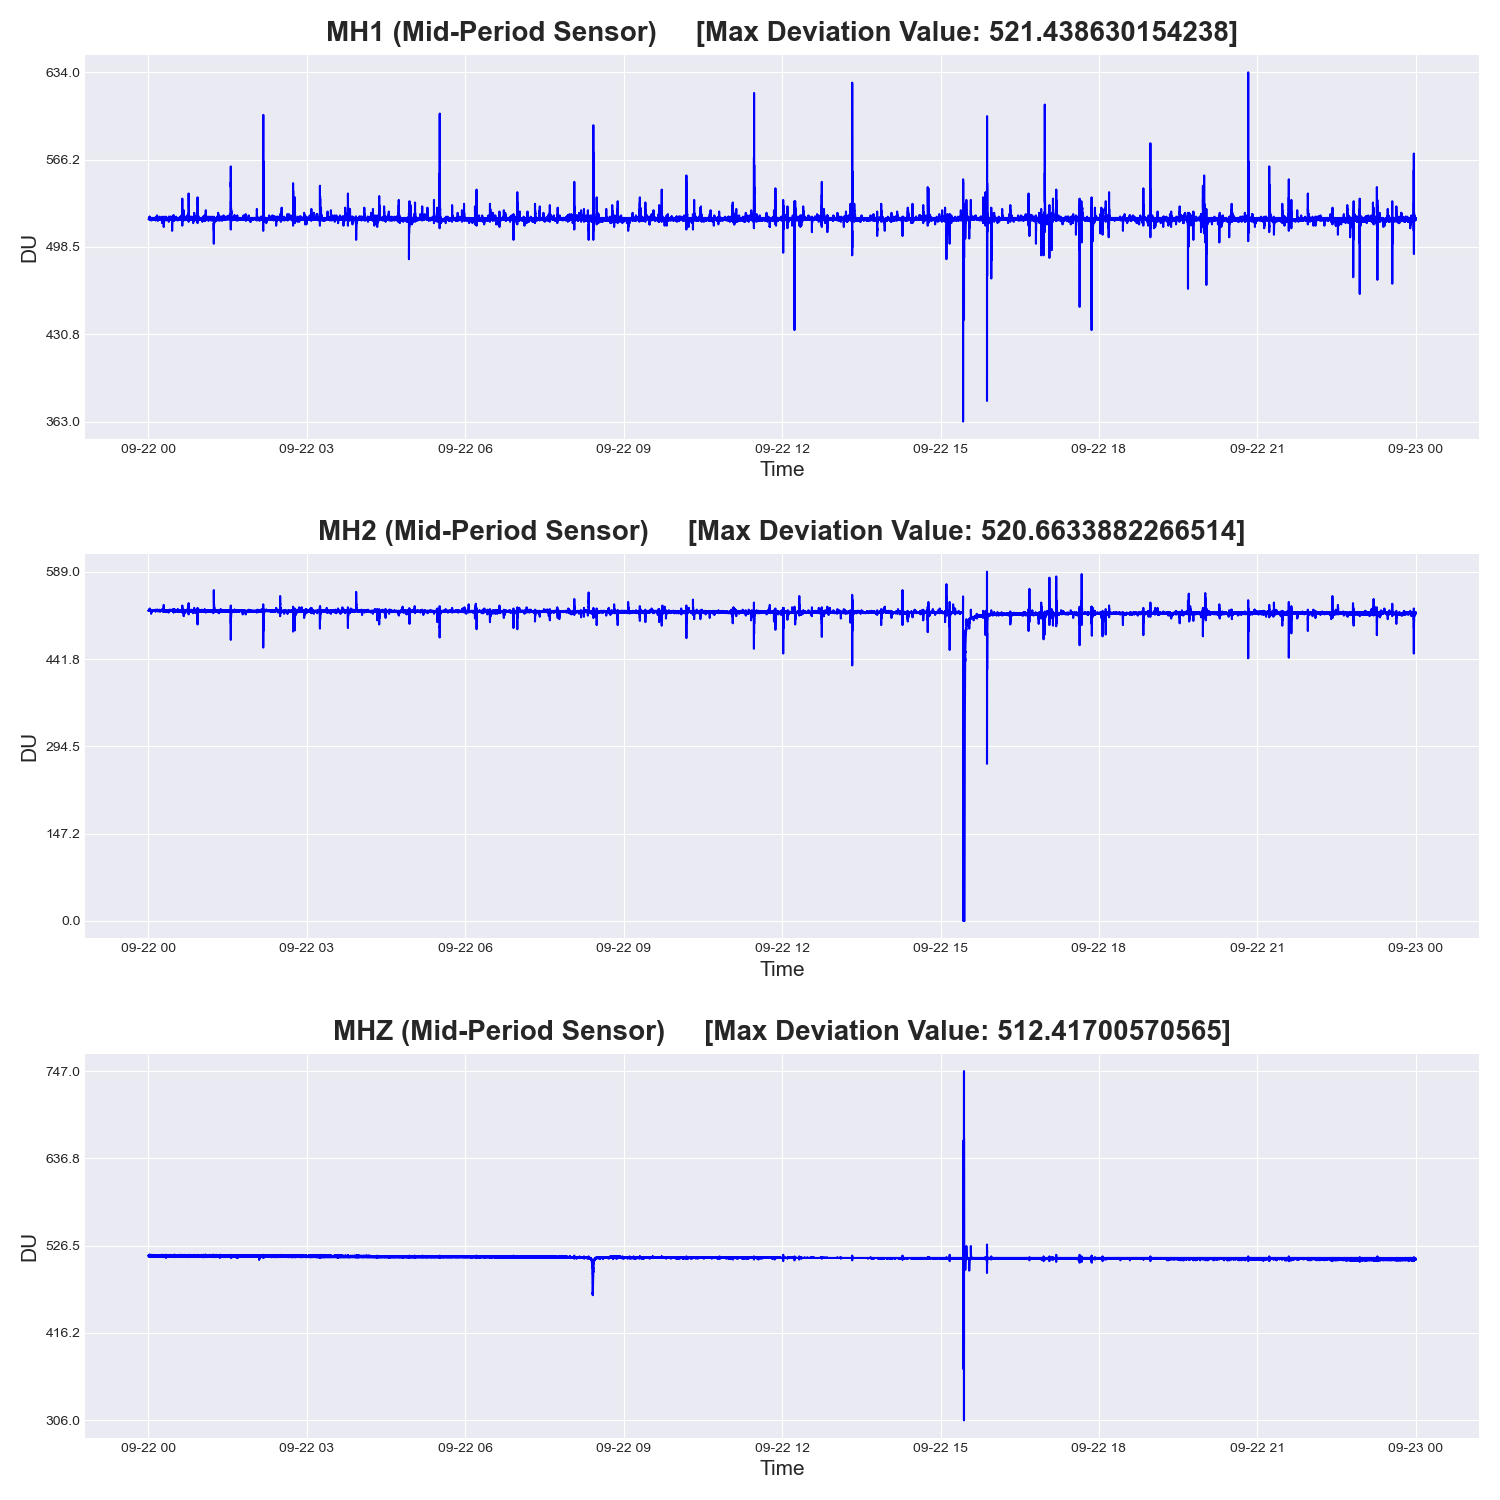 MH1 (Mid-Period Sensor) [Max Deviation Value: 521.438630154238]
634.0
566.2
498.5
430.8
363.0
DU
09-22 00 09-22 03 09-22 06 09-22 09 09-22 12 09-22 15 09-22 18 09-22 21 09-23 00
Time
MH2 (Mid-Period Sensor) [Max Deviation Value: 520.6633882266514]
589.0
441.8
294.5
147.2
0.0
DU
09-22 00 09-22 03 09-22 06 09-22 09 09-22 12 09-22 15 09-22 18 09-22 21 09-23 00
Time
MHZ (Mid-Period Sensor) [Max Deviation Value: 512.41700570565]
747.0
636.8
526.5
416.2
306.0
DU
09-22 00 09-22 03 09-22 06 09-22 09 09-22 12 09-22 15 09-22 18 09-22 21 09-23 00
Time